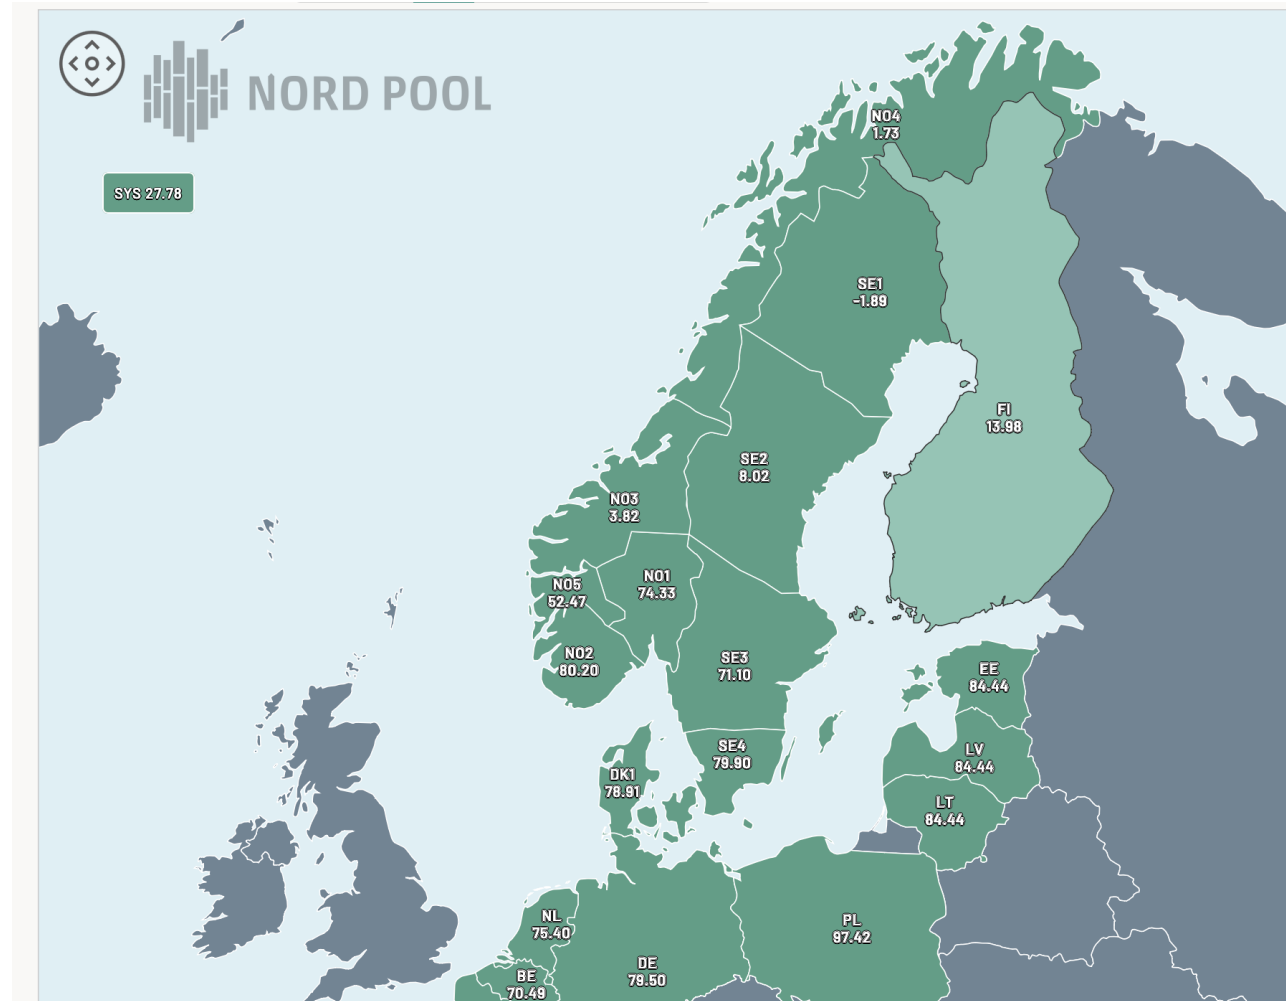 NORD POOL
SYS 27.78
NO4
1.73
SE1
-1.89
FI
13.98
SE2
8.02
NO3
3.82
NO5
52.47
NO1
74.33
NO2
80.20
SE3
71.10
EE
84.44
SE4
79.90
LV
84.44
DK1
78.91
LT
84.44
NL
75.40
PL
97.42
DE
79.50
BE
70.49